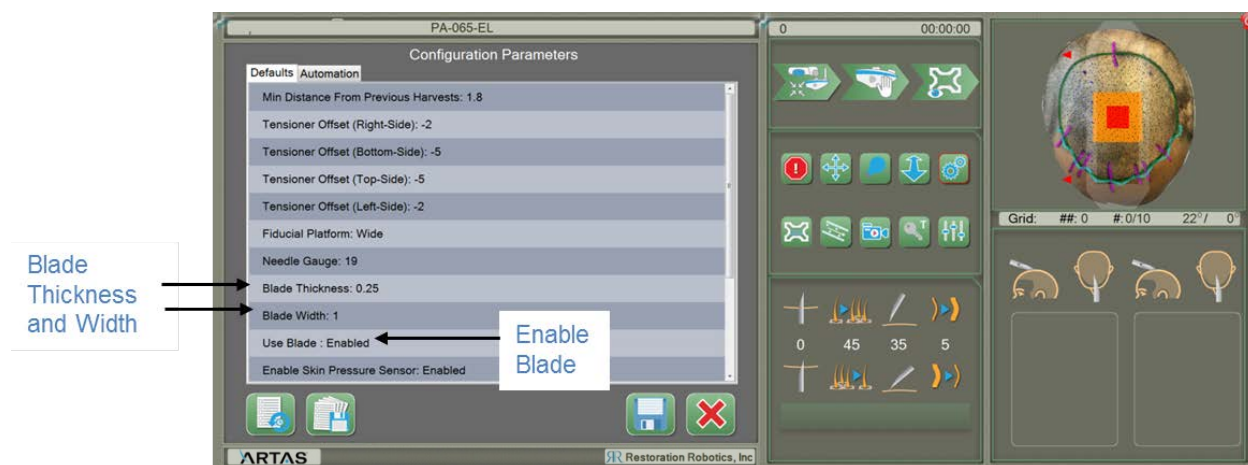 PA-065-EL
0 00:00:00
Configuration Parameters
Defaults Automation
Min Distance From Previous Harvests: 1.8
Tensioner Offset (Right-Side): -2
Tensioner Offset (Bottom-Side): -5
Tensioner Offset (Top-Side): -5
Tensioner Offset (Left-Side): -2
Fiducial Platform: Wide
Needle Gauge: 19
Blade Thickness: 0.25
Blade Width: 1
Use Blade : Enabled
Enable Skin Pressure Sensor: Enabled
Blade
Thickness
and Width
Enable
Blade
T
Grid: ##: 0 #: 0/10 22°/ 0°
0 45 35 5
ARTAS
RR Restoration Robotics, Inc